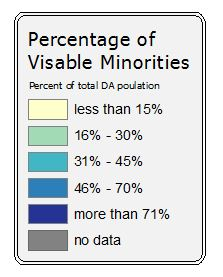 Percentage of
Visable Minorities
Percent of total DA poulation
less than 15%
16% - 30%
31% - 45%
46% - 70%
more than 71%
no data